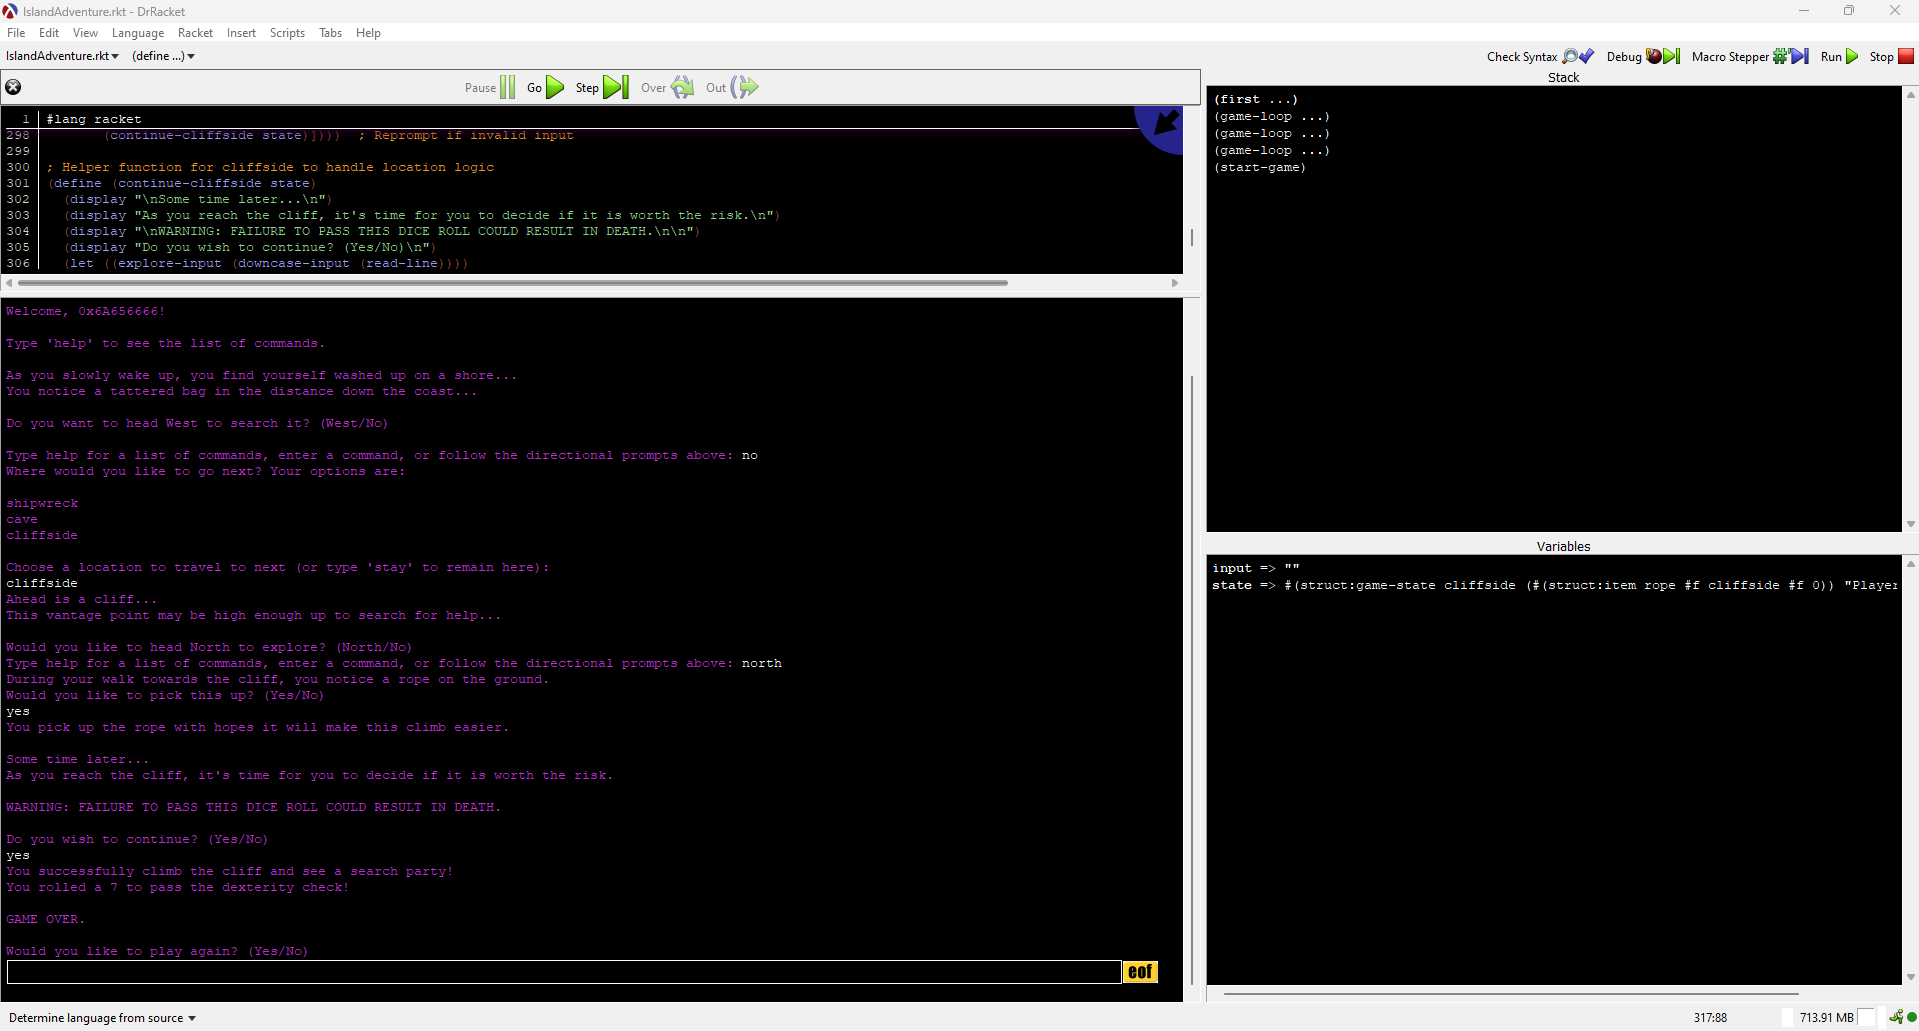 IslandAdventure.rkt - DrRacket
File Edit View Language Racket Insert Scripts Tabs Help
IslandAdventure.rkt (define ...) Check Syntax Debug Macro Stepper Run Stop
Pause Go Step Over Out
1 #lang racket
298 (continue-cliffside state)]))) ; Reprompt if invalid input
299
300 ; Helper function for cliffside to handle location logic
301 (define (continue-cliffside state)
302 (display "\nSome time later...\n")
303 (display "As you reach the cliff, it's time for you to decide if it is worth the risk.\n")
304 (display "\nWARNING: FAILURE TO PASS THIS DICE ROLL COULD RESULT IN DEATH.\n\n")
305 (display "Do you wish to continue? (Yes/No)\n")
306 (let ((explore-input (downcase-input (read-line))))
Welcome, 0x6A656666!
Type 'help' to see the list of commands.
As you slowly wake up, you find yourself washed up on a shore...
You notice a tattered bag in the distance down the coast...
Do you want to head West to search it? (West/No)
Type help for a list of commands, enter a command, or follow the directional prompts above: no
Where would you like to go next? Your options are:
shipwreck
cave
cliffside
Choose a location to travel to next (or type 'stay' to remain here):
cliffside
Ahead is a cliff...
This vantage point may be high enough up to search for help...
Would you like to head North to explore? (North/No)
Type help for a list of commands, enter a command, or follow the directional prompts above: north
During your walk towards the cliff, you notice a rope on the ground.
Would you like to pick this up? (Yes/No)
yes
You pick up the rope with hopes it will make this climb easier.
Some time later...
As you reach the cliff, it's time for you to decide if it is worth the risk.
WARNING: FAILURE TO PASS THIS DICE ROLL COULD RESULT IN DEATH.
Do you wish to continue? (Yes/No)
yes
You successfully climb the cliff and see a search party!
You rolled a 7 to pass the dexterity check!
GAME OVER.
Would you like to play again? (Yes/No)
eof
Stack
(first ...)
(game-loop ...)
(game-loop ...)
(game-loop ...)
(start-game)
Variables
input => ""
state => #(struct:game-state cliffside (#(struct:item rope #f cliffside #f 0)) "Player
Determine language from source 317:88 713.91 MB